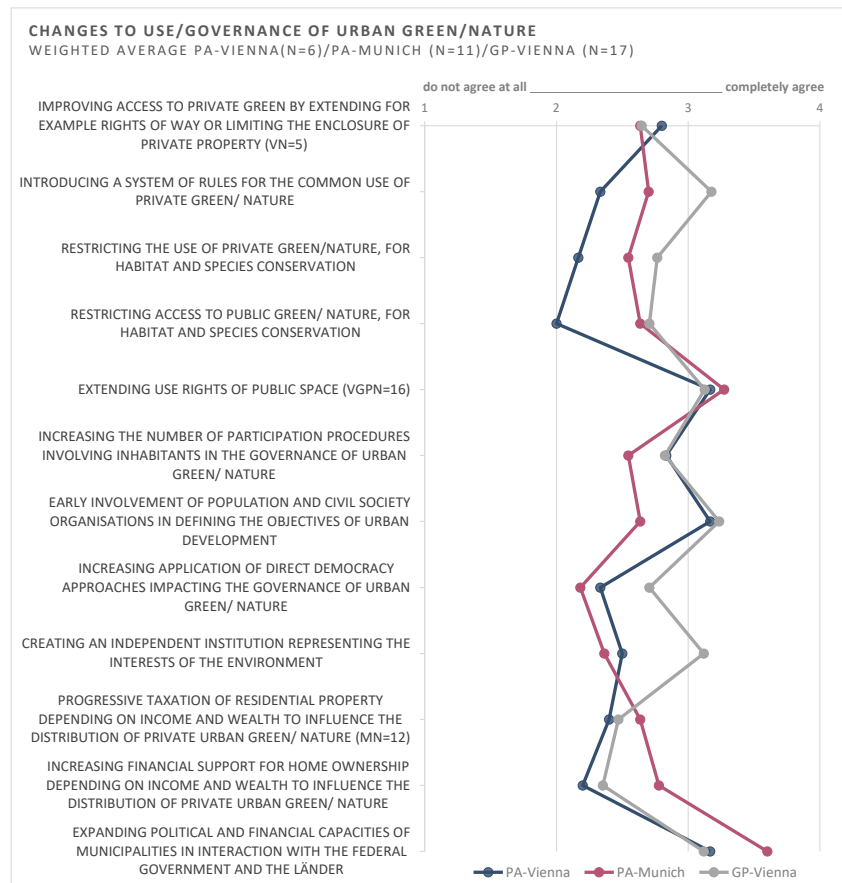 CHANGES TO USE/GOVERNANCE OF URBAN GREEN/NATURE
WEIGHTED AVERAGE PA-VIENNA(N=6)/PA-MUNICH (N=11)/GP-VIENNA (N=17)
do not agree at all ______________________________ completely agree
1 2 3 4
IMPROVING ACCESS TO PRIVATE GREEN BY EXTENDING FOR
EXAMPLE RIGHTS OF WAY OR LIMITING THE ENCLOSURE OF
PRIVATE PROPERTY (VN=5)
INTRODUCING A SYSTEM OF RULES FOR THE COMMON USE OF
PRIVATE GREEN/ NATURE
RESTRICTING THE USE OF PRIVATE GREEN/NATURE, FOR
HABITAT AND SPECIES CONSERVATION
RESTRICTING ACCESS TO PUBLIC GREEN/ NATURE, FOR
HABITAT AND SPECIES CONSERVATION
EXTENDING USE RIGHTS OF PUBLIC SPACE (VGPN=16)
INCREASING THE NUMBER OF PARTICIPATION PROCEDURES
INVOLVING INHABITANTS IN THE GOVERNANCE OF URBAN
GREEN/ NATURE
EARLY INVOLVEMENT OF POPULATION AND CIVIL SOCIETY
ORGANISATIONS IN DEFINING THE OBJECTIVES OF URBAN
DEVELOPMENT
INCREASING APPLICATION OF DIRECT DEMOCRACY
APPROACHES IMPACTING THE GOVERNANCE OF URBAN
GREEN/ NATURE
CREATING AN INDEPENDENT INSTITUTION REPRESENTING THE
INTERESTS OF THE ENVIRONMENT
PROGRESSIVE TAXATION OF RESIDENTIAL PROPERTY
DEPENDING ON INCOME AND WEALTH TO INFLUENCE THE
DISTRIBUTION OF PRIVATE URBAN GREEN/ NATURE (MN=12)
INCREASING FINANCIAL SUPPORT FOR HOME OWNERSHIP
DEPENDING ON INCOME AND WEALTH TO INFLUENCE THE
DISTRIBUTION OF PRIVATE URBAN GREEN/ NATURE
EXPANDING POLITICAL AND FINANCIAL CAPACITIES OF
MUNICIPALITIES IN INTERACTION WITH THE FEDERAL
GOVERNMENT AND THE LÄNDER
PA-Vienna PA-Munich GP-Vienna